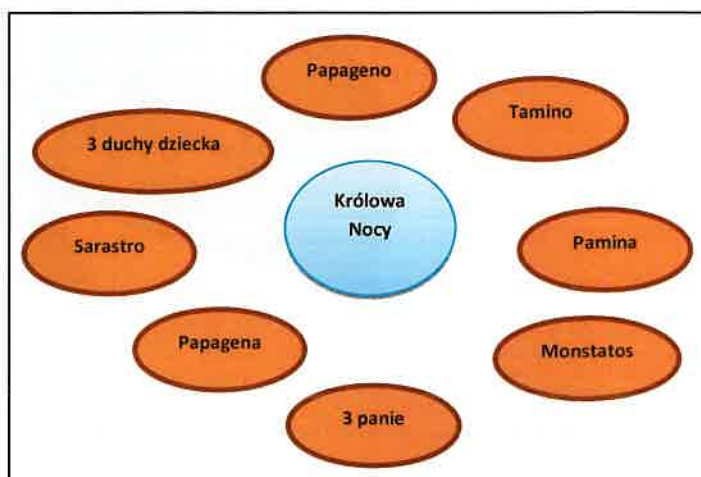 Papageno
Tamino
3 duchy dziecka
Królowa
Nocy
Sarastro
Pamina
Papagena
Monstatos
3 panie